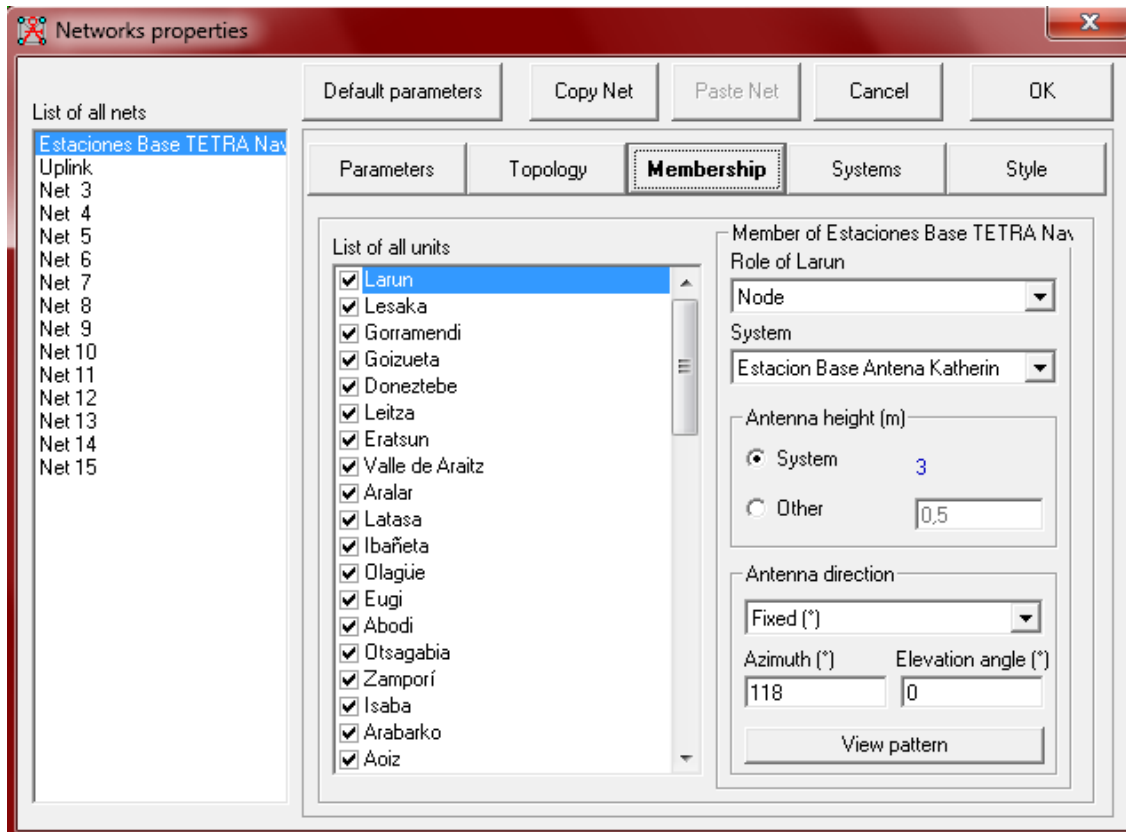 Networks properties
Default parameters
Copy Net
Paste Net
Cancel
OK
List of all nets
Estaciones Base TETRA Nav
Uplink
Net 3
Net 4
Net 5
Net 6
Net 7
Net 8
Net 9
Net 10
Net 11
Net 12
Net 13
Net 14
Net 15
Parameters
Topology
Membership
Systems
Style
List of all units
Larun
Lesaka
Gorramendi
Goizueta
Doneztebe
Leitza
Eratsun
Valle de Araitz
Aralar
Latasa
Ibañeta
Olagüe
Eugi
Abodi
Otsagabia
Zamporí
Isaba
Arabarko
Aoiz
Member of Estaciones Base TETRA Nav
Role of Larun
Node
System
Estacion Base Antena Katherin
Antenna height (m)
System 3
Other 0,5
Antenna direction
Fixed (°)
Azimuth (°) Elevation angle (°)
118 0
View pattern